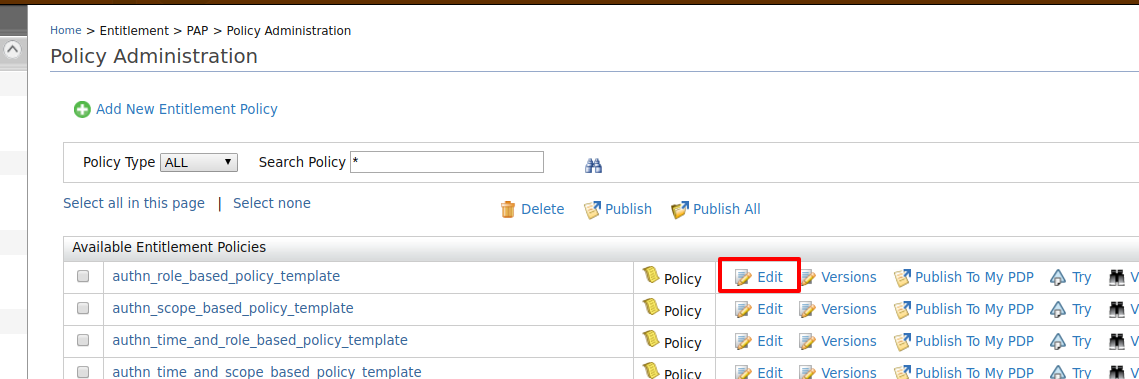 Home > Entitlement > PAP > Policy Administration
Policy Administration
Add New Entitlement Policy
Policy Type ALL Search Policy *
Select all in this page | Select none Delete Publish Publish All
Available Entitlement Policies
authn_role_based_policy_template Policy Edit Versions Publish To My PDP Try
authn_scope_based_policy_template Policy Edit Versions Publish To My PDP Try
authn_time_and_role_based_policy_template Policy Edit Versions Publish To My PDP Try
authn_time_and_scope_based_policy_template Policy Edit Versions Publish To My PDP Try